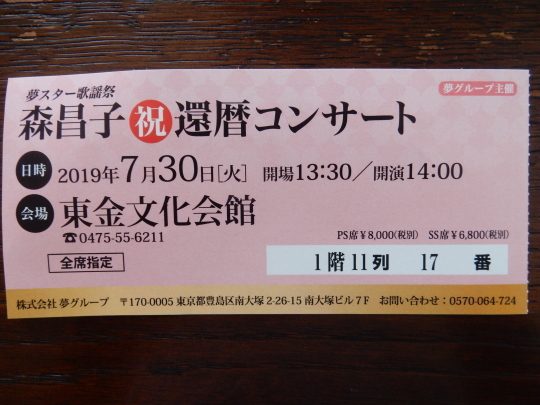 夢スター歌謡祭
夢グループ主催
森昌子 祝 還暦コンサート
日時 2019年7月30日[火] 開場13:30／開演14:00
会場 東金文化会館
☎0475-55-6211
PS席¥8,000(税別) SS席¥6,800(税別)
全席指定
1階11列 17 番
株式会社 夢グループ 〒170-0005 東京都豊島区南大塚2-26-15 南大塚ビル7F お問い合わせ：0570-064-724